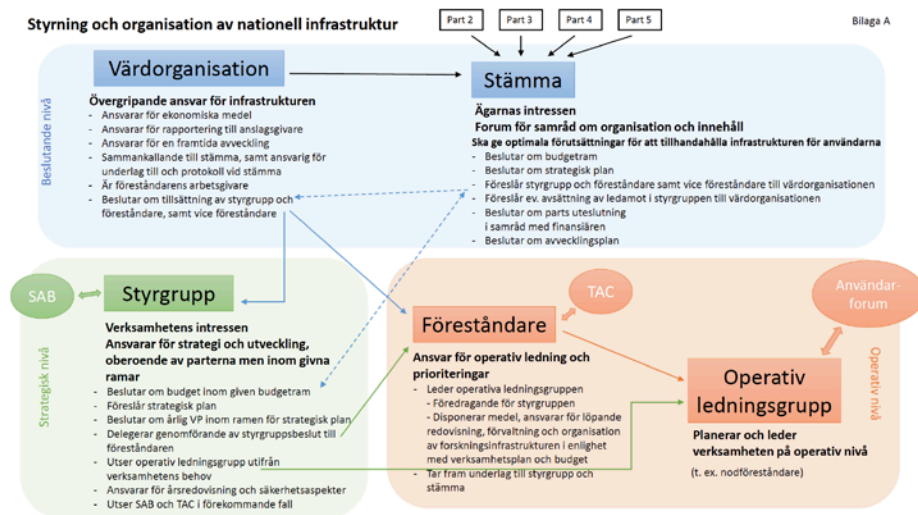 Styrning och organisation av nationell infrastruktur
Part 2
Part 3
Part 4
Part 5
Bilaga A
Beslutande nivå
Värdorganisation
Övergripande ansvar för infrastrukturen
- Ansvarar för ekonomiska medel
- Ansvarar för rapportering till anslagsgivare
- Ansvarar för en framtida avveckling
- Sammankallande till stämma, samt ansvarig för
underlag till och protokoll vid stämma
- Är föreståndarens arbetsgivare
- Beslutar om tillsättning av styrgrupp och
föreståndare, samt vice föreståndare
Stämma
Ägarnas intressen
Forum för samråd om organisation och innehåll
Ska ge optimala förutsättningar för att tillhandahålla infrastrukturen för användarna
- Beslutar om budgetram
- Beslutar om strategisk plan
- Föreslår styrgrupp och föreståndare samt vice föreståndare till värdorganisationen
- Föreslår ev. avsättning av ledamot i styrgruppen till värdorganisationen
- Beslutar om parts uteslutning
i samråd med finansiären
- Beslutar om avvecklingsplan
Strategisk nivå
SAB
Styrgrupp
Verksamhetens intressen
Ansvarar för strategi och utveckling,
oberoende av parterna men inom givna
ramar
- Beslutar om budget inom given budgetram
- Föreslår strategisk plan
- Beslutar om årlig VP inom ramen för strategisk plan
- Delegerar genomförande av styrgruppsbeslut till
föreståndaren
- Utser operativ ledningsgrupp utifrån
verksamhetens behov
- Ansvarar för årsredovisning och säkerhetsaspekter
- Utser SAB och TAC i förekommande fall
TAC
Föreståndare
Ansvar för operativ ledning och
prioriteringar
- Leder operativa ledningsgruppen
- Föredragande för styrgruppen
- Disponerar medel, ansvarar för löpande
redovisning, förvaltning och organisation
av forskningsinfrastrukturen i enlighet
med verksamhetsplan och budget
- Tar fram underlag till styrgrupp och
stämma
Användar-
forum
Operativ nivå
Operativ
ledningsgrupp
Planerar och leder
verksamheten på operativ nivå
(t. ex. nodföreståndare)